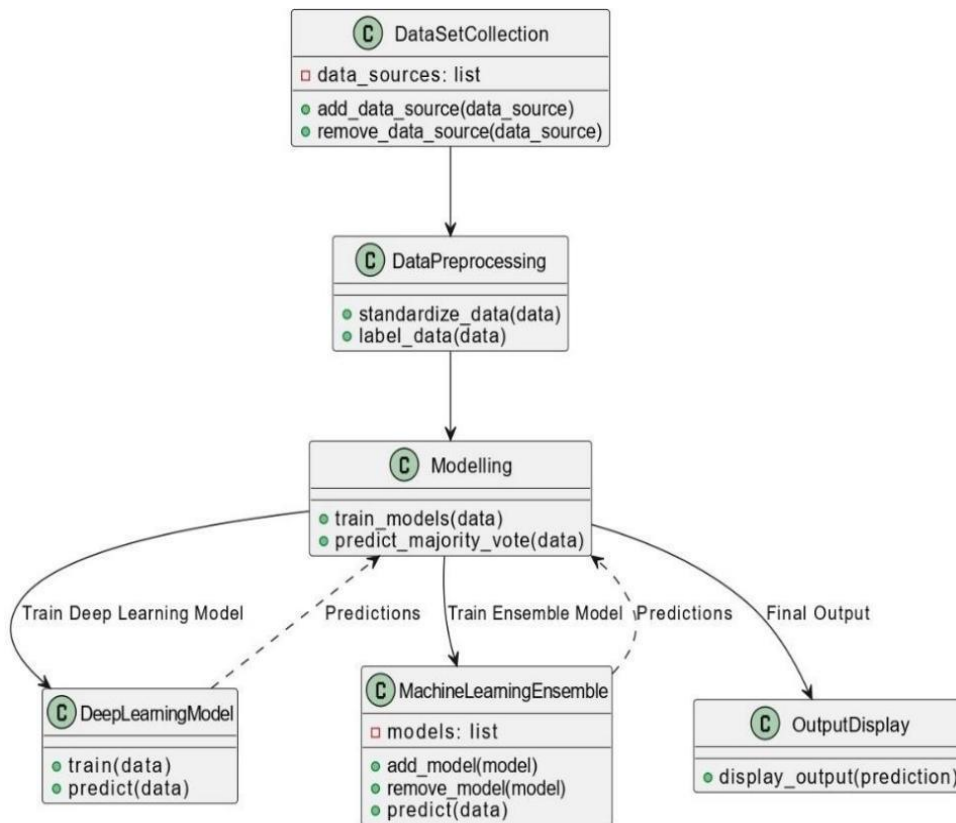 C DataSetCollection
data_sources: list
add_data_source(data_source)
remove_data_source(data_source)
C DataPreprocessing
standardize_data(data)
label_data(data)
C Modelling
train_models(data)
predict_majority_vote(data)
Train Deep Learning Model
Predictions
Train Ensemble Model
Predictions
Final Output
C DeepLearningModel
train(data)
predict(data)
C MachineLearningEnsemble
models: list
add_model(model)
remove_model(model)
predict(data)
C OutputDisplay
display_output(prediction)